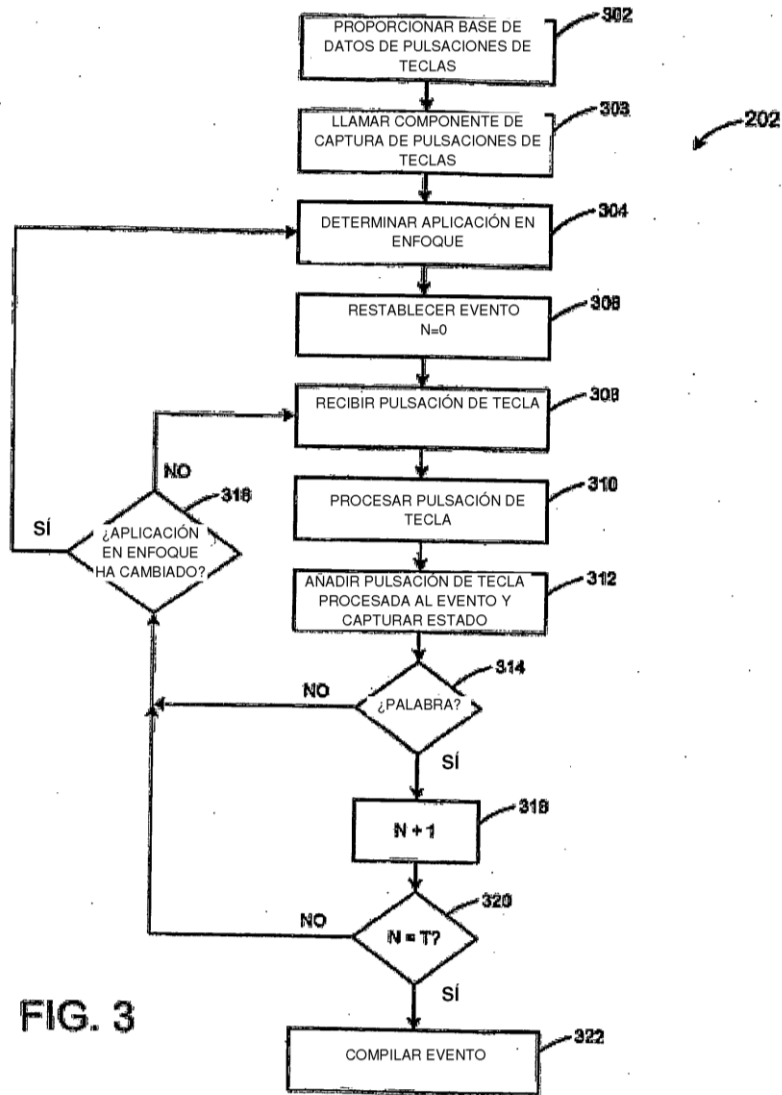 PROPORCIONAR BASE DE
DATOS DE PULSACIONES DE
TECLAS
302
LLAMAR COMPONENTE DE
CAPTURA DE PULSACIONES DE
TECLAS
303
202
DETERMINAR APLICACIÓN EN
ENFOQUE
304
RESTABLECER EVENTO
N=0
306
RECIBIR PULSACIÓN DE TECLA
308
PROCESAR PULSACIÓN DE
TECLA
310
NO
316
SÍ
¿APLICACIÓN
EN ENFOQUE
HA CAMBIADO?
AÑADIR PULSACIÓN DE TECLA
PROCESADA AL EVENTO Y
CAPTURAR ESTADO
312
NO
¿PALABRA?
314
SÍ
N + 1
318
NO
N = T?
320
SÍ
COMPILAR EVENTO
322
FIG. 3